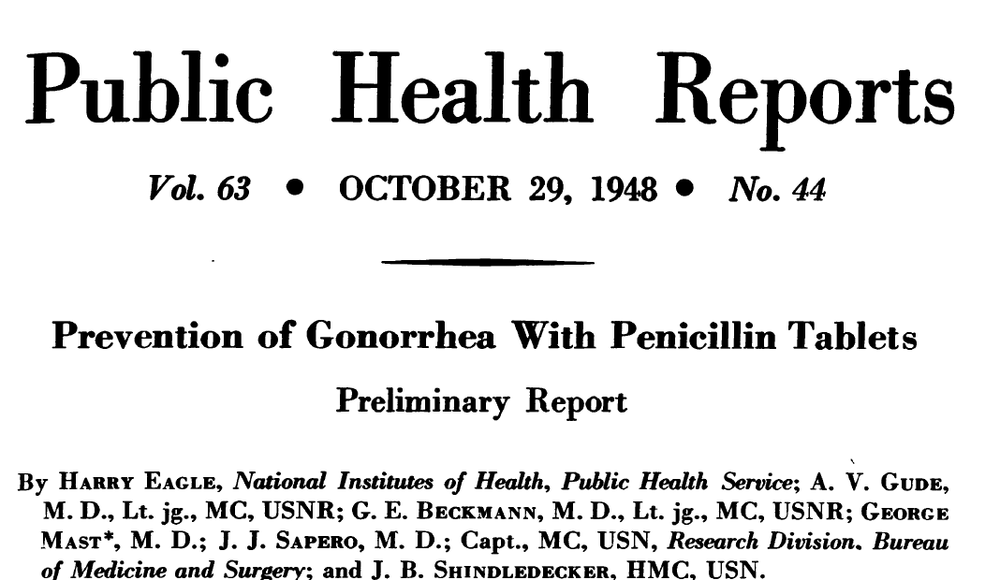 Public Health Reports
Vol. 63 • OCTOBER 29, 1948 • No. 44
Prevention of Gonorrhea With Penicillin Tablets
Preliminary Report
By HARRY EAGLE, National Institutes of Health, Public Health Service; A. V. GUDE,
M. D., Lt. jg., MC, USNR; G. E. BECKMANN, M. D., Lt. jg., MC, USNR; GEORGE
MAST*, M. D.; J. J. SAPERO, M. D.; Capt., MC, USN, Research Division. Bureau
of Medicine and Surgery; and J. B. SHINDLEDECKER, HMC, USN.